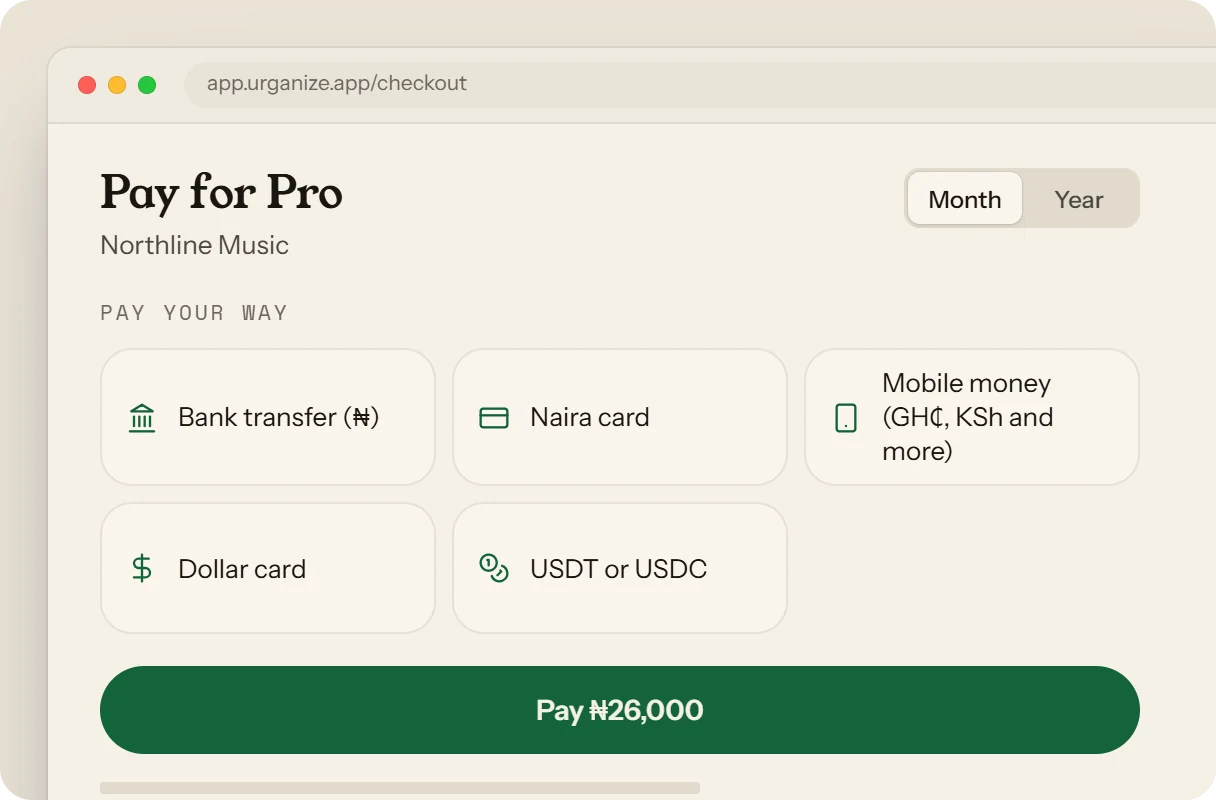 app.urganize.app/checkout
Pay for Pro
Month
Year
Northline Music
PAY YOUR WAY
Bank transfer (₦)
Naira card
Mobile money
(GH₵, KSh and
more)
Dollar card
USDT or USDC
Pay ₦26,000